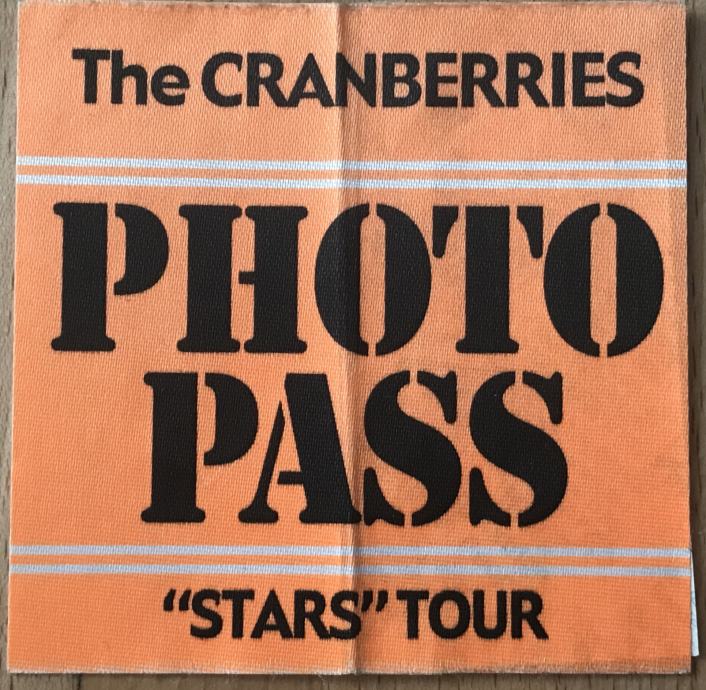 The CRANBERRIES
PHOTO
PASS
“STARS” TOUR